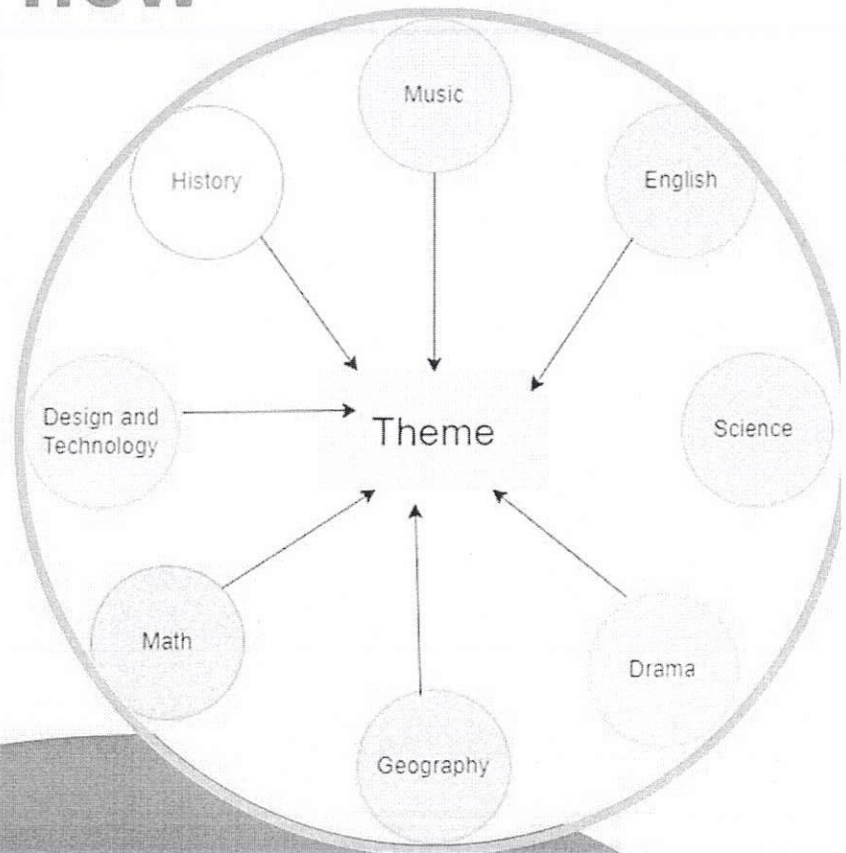 Music
History
English
Design and
Technology
Theme
Science
Math
Drama
Geography